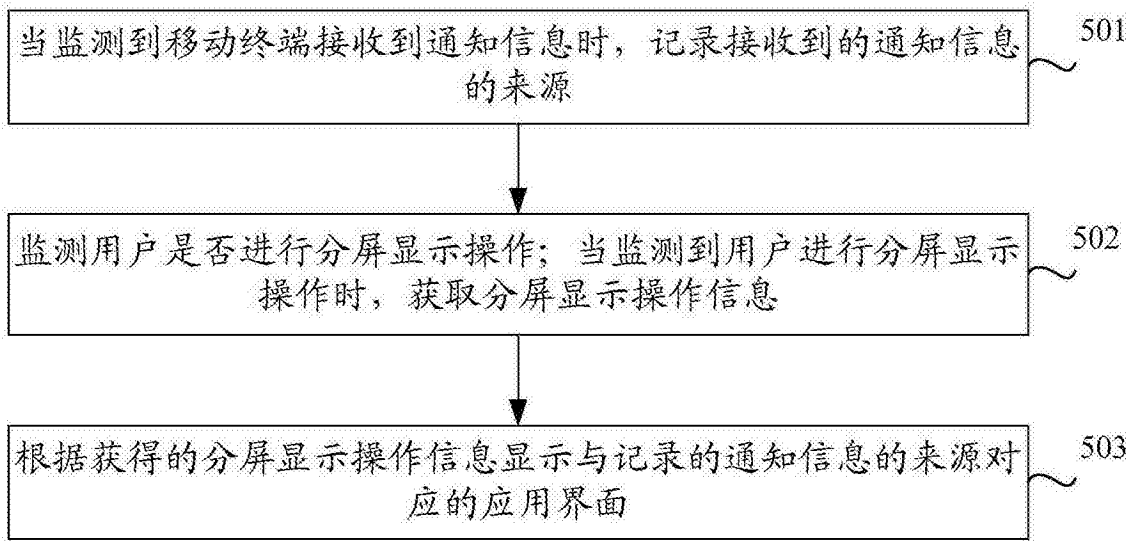 当监测到移动终端接收到通知信息时，记录接收到的通知信息
的来源
501
监测用户是否进行分屏显示操作；当监测到用户进行分屏显示
操作时，获取分屏显示操作信息
502
根据获得的分屏显示操作信息显示与记录的通知信息的来源对
应的应用界面
503